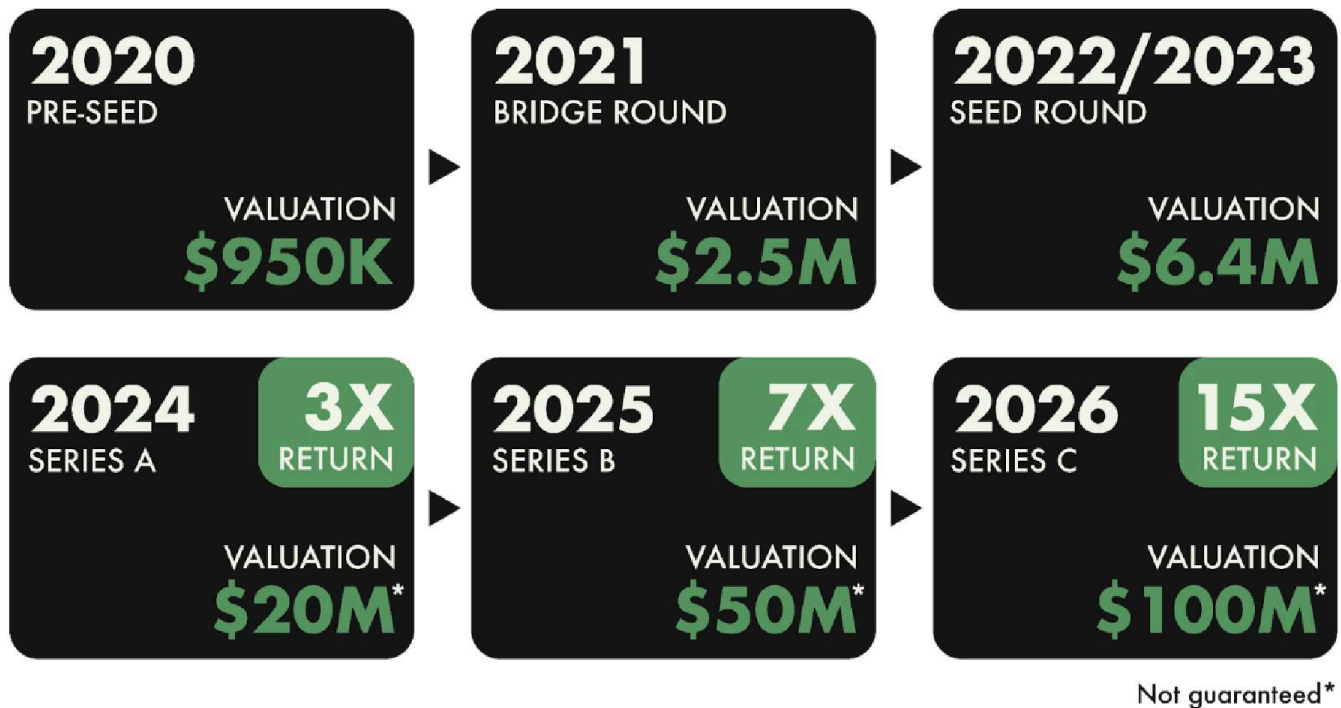 2020
PRE-SEED
VALUATION
$950K
2021
BRIDGE ROUND
VALUATION
$2.5M
2022/2023
SEED ROUND
VALUATION
$6.4M
2024
SERIES A
3X
RETURN
VALUATION
$20M*
2025
SERIES B
7X
RETURN
VALUATION
$50M*
2026
SERIES C
15X
RETURN
VALUATION
$100M*
Not guaranteed*